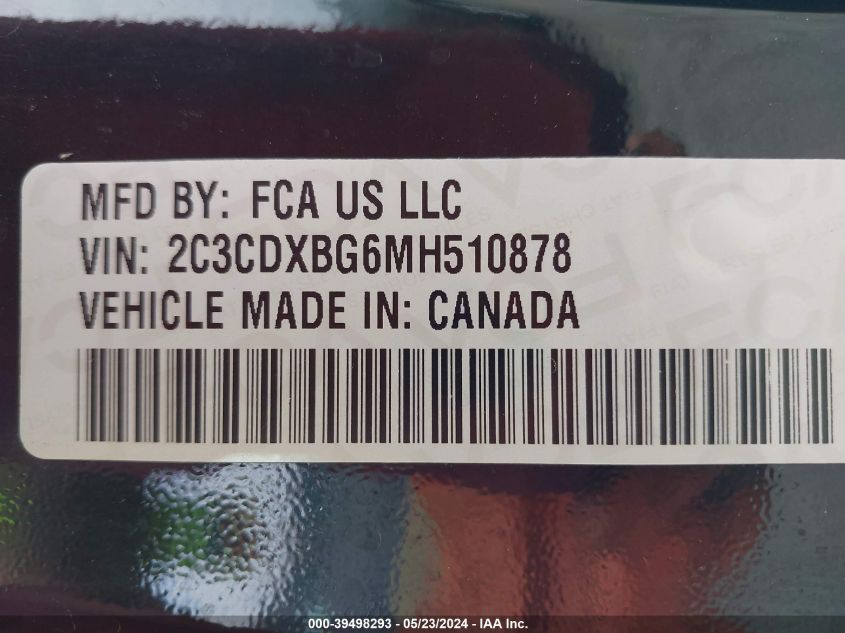 MFD BY: FCA US LLC
VIN: 2C3CDXBG6MH510878
VEHICLE MADE IN: CANADA
000-39498293 - 05/23/2024 - IAA Inc.